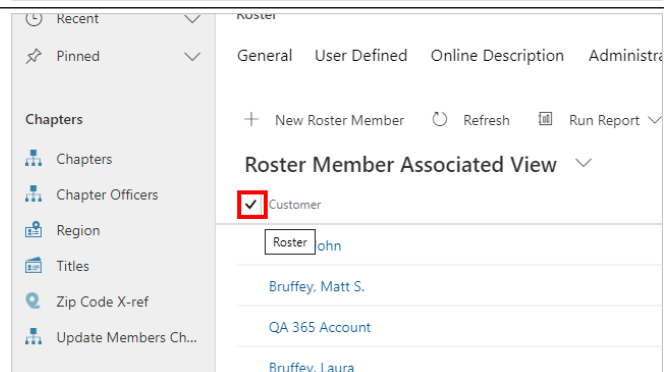 Recent
Roster
Pinned
General User Defined Online Description Administra
Chapters
+ New Roster Member Refresh Run Report
Chapters
Roster Member Associated View
Chapter Officers
Customer
Region
Roster
ohn
Titles
Bruffey, Matt S.
Zip Code X-ref
QA 365 Account
Update Members Ch...
Bruffey, Laura